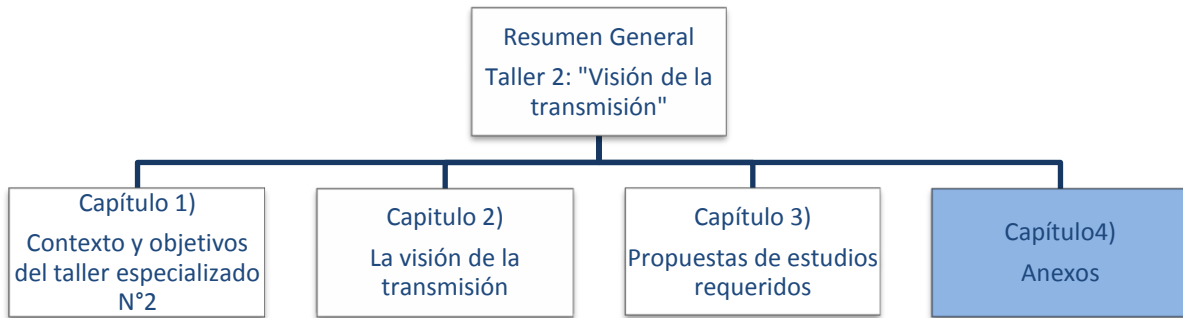 Resumen General
Taller 2: "Visión de la
transmisión"
Capítulo 1)
Contexto y objetivos
del taller especializado
N°2
Capitulo 2)
La visión de la
transmisión
Capítulo 3)
Propuestas de estudios
requeridos
Capítulo4)
Anexos